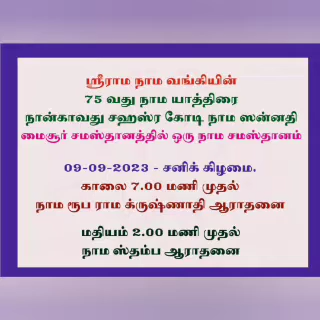 ஸ்ரீராம நாம வங்கியின்
75 வது நாம யாத்திரை
நான்காவது சஹஸ்ர கோடி நாம ஸன்னதி
மைசூர் சமஸ்தானத்தில் ஒரு நாம சமஸ்தானம்
09-09-2023 - சனிக் கிழமை.
காலை 7.00 மணி முதல்
நாம ரூப ராம க்ருஷ்ணாதி ஆராதனை
மதியம் 2.00 மணி முதல்
நாம ஸ்தம்ப ஆராதனை